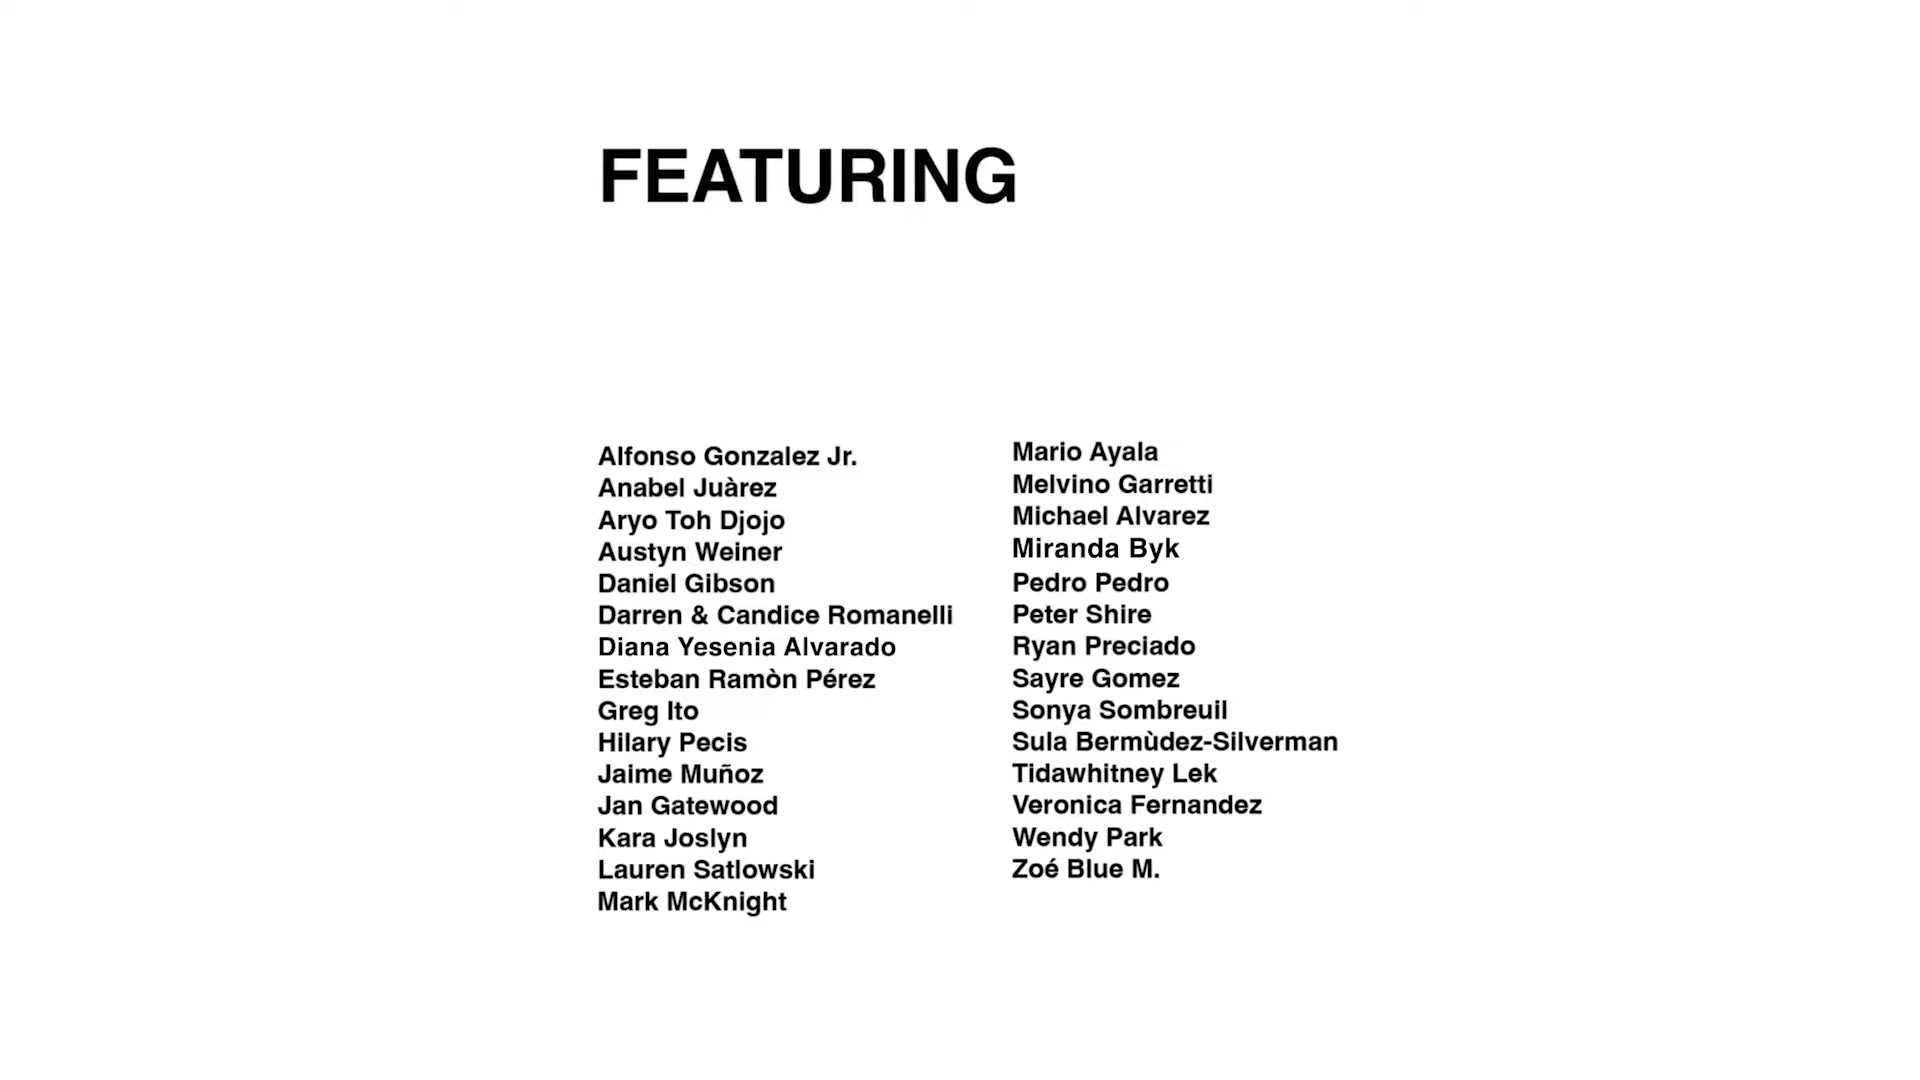 FEATURING
Alfonso Gonzalez Jr.
Anabel Juàrez
Aryo Toh Djojo
Austyn Weiner
Daniel Gibson
Darren & Candice Romanelli
Diana Yesenia Alvarado
Esteban Ramòn Pérez
Greg Ito
Hilary Pecis
Jaime Muñoz
Jan Gatewood
Kara Joslyn
Lauren Satlowski
Mark McKnight
Mario Ayala
Melvino Garretti
Michael Alvarez
Miranda Byk
Pedro Pedro
Peter Shire
Ryan Preciado
Sayre Gomez
Sonya Sombreuil
Sula Bermùdez-Silverman
Tidawhitney Lek
Veronica Fernandez
Wendy Park
Zoé Blue M.